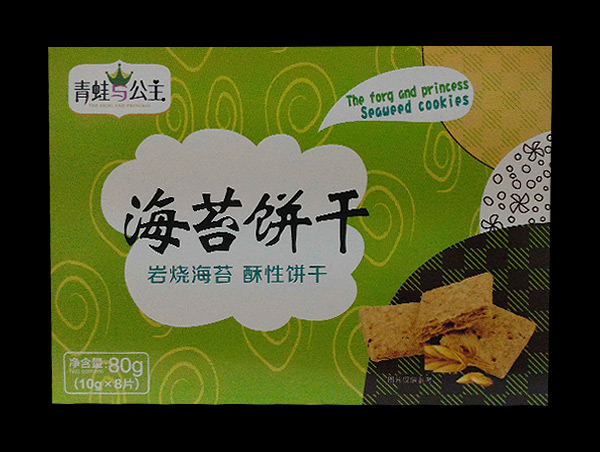 青蛙与公主
The forg and princess
Seaweed cookies
海苔饼干
岩烧海苔 酥性饼干
净含量:80g
(10g×8片)